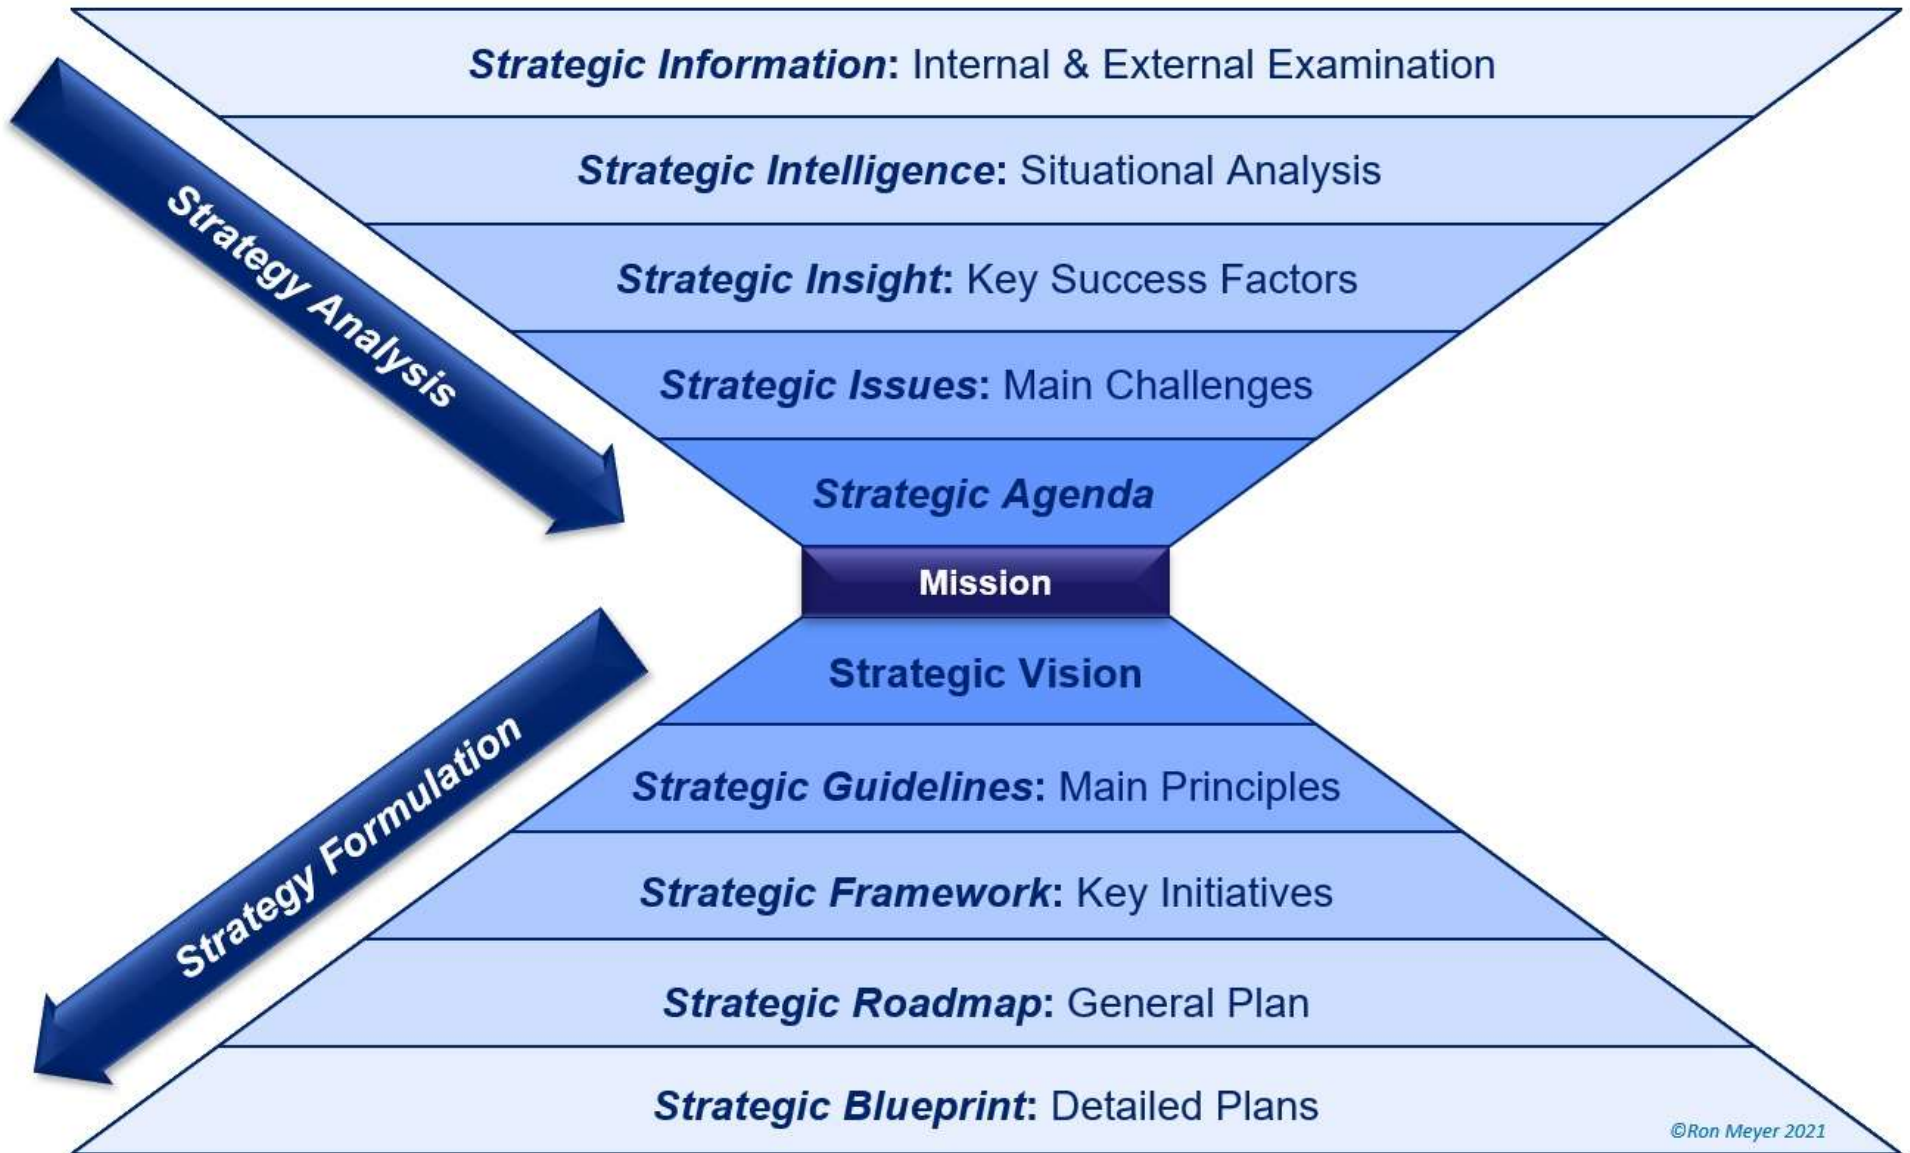 Strategic Information: Internal & External Examination
Strategic Intelligence: Situational Analysis
Strategic Insight: Key Success Factors
Strategic Issues: Main Challenges
Strategic Agenda
Strategy Analysis
Mission
Strategic Vision
Strategic Guidelines: Main Principles
Strategic Framework: Key Initiatives
Strategic Roadmap: General Plan
Strategic Blueprint: Detailed Plans
Strategy Formulation
©Ron Meyer 2021